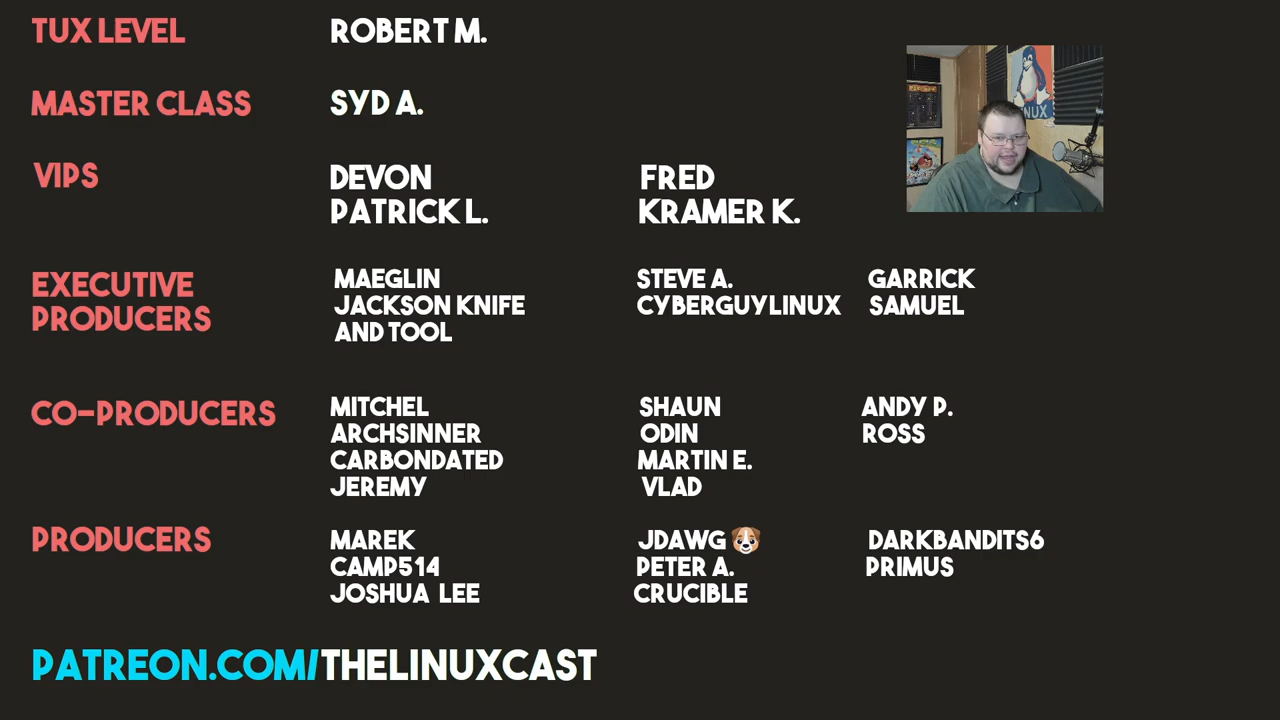 TUX LEVEL ROBERT M.
MASTER CLASS SYD A.
VIPS DEVON FRED
PATRICK L. KRAMER K.
EXECUTIVE PRODUCERS
MAEGLIN STEVE A. GARRICK
JACKSON KNIFE CYBERGUYLINUX SAMUEL
AND TOOL
CO-PRODUCERS
MITCHEL SHAUN ANDY P.
ARCHSINNER ODIN ROSS
CARBONDATED MARTIN E.
JEREMY VLAD
PRODUCERS
MAREK JDAWG🐶 DARKBANDITS6
CAMP514 PETER A. PRIMUS
JOSHUA LEE CRUCIBLE
PATREON.COM/THELINUXCAST